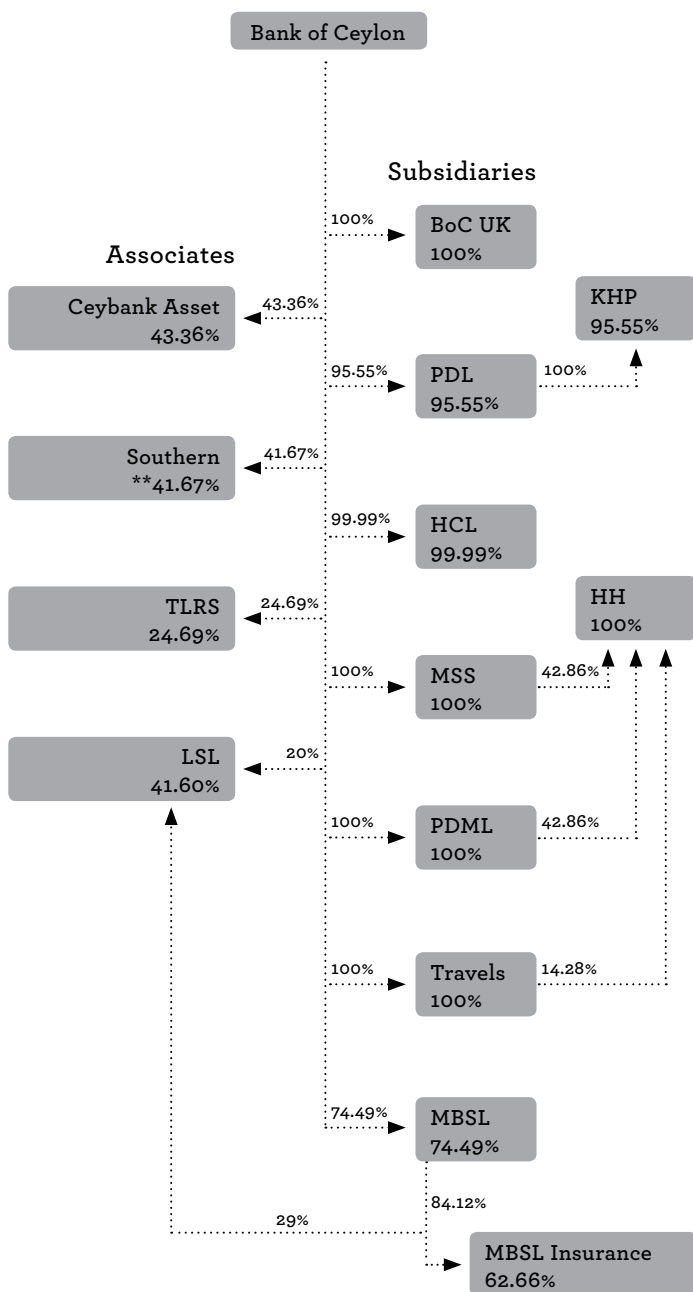 Bank of Ceylon
Subsidiaries
100%
BoC UK
100%
Associates
Ceybank Asset
43.36%
43.36%
KHP
95.55%
95.55%
PDL
95.55%
100%
Southern
**41.67%
41.67%
99.99%
HCL
99.99%
TLRS
24.69%
24.69%
HH
100%
100%
MSS
100%
42.86%
LSL
41.60%
20%
100%
PDML
100%
42.86%
100%
Travels
100%
14.28%
74.49%
MBSL
74.49%
84.12%
29%
MBSL Insurance
62.66%